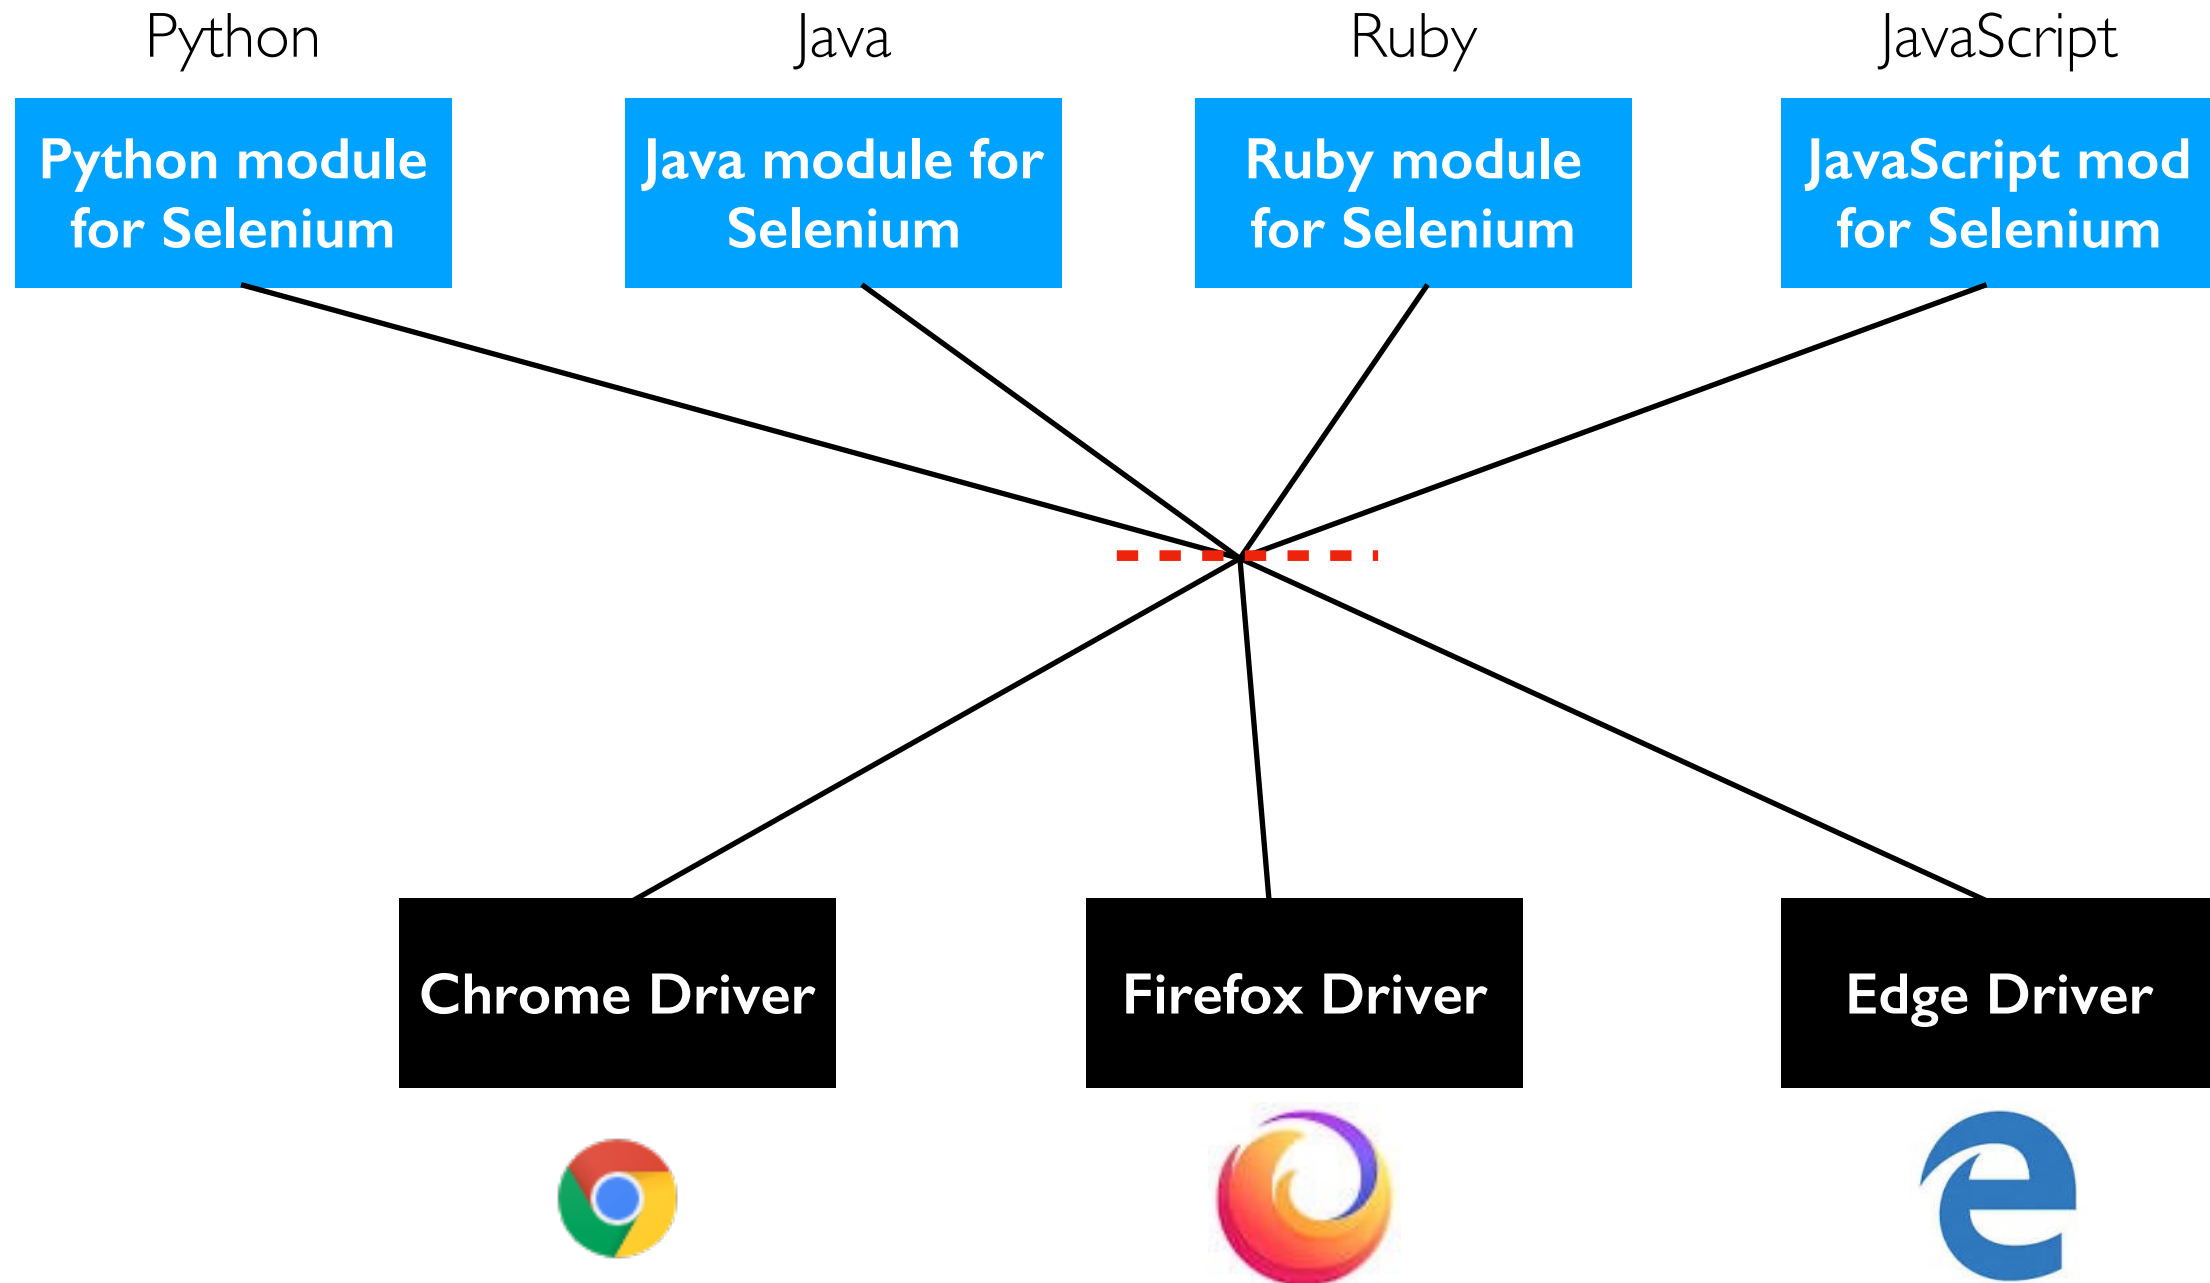 Python
Java
Ruby
JavaScript
Python module
for Selenium
Java module for
Selenium
Ruby module
for Selenium
JavaScript mod
for Selenium
Chrome Driver
Firefox Driver
Edge Driver